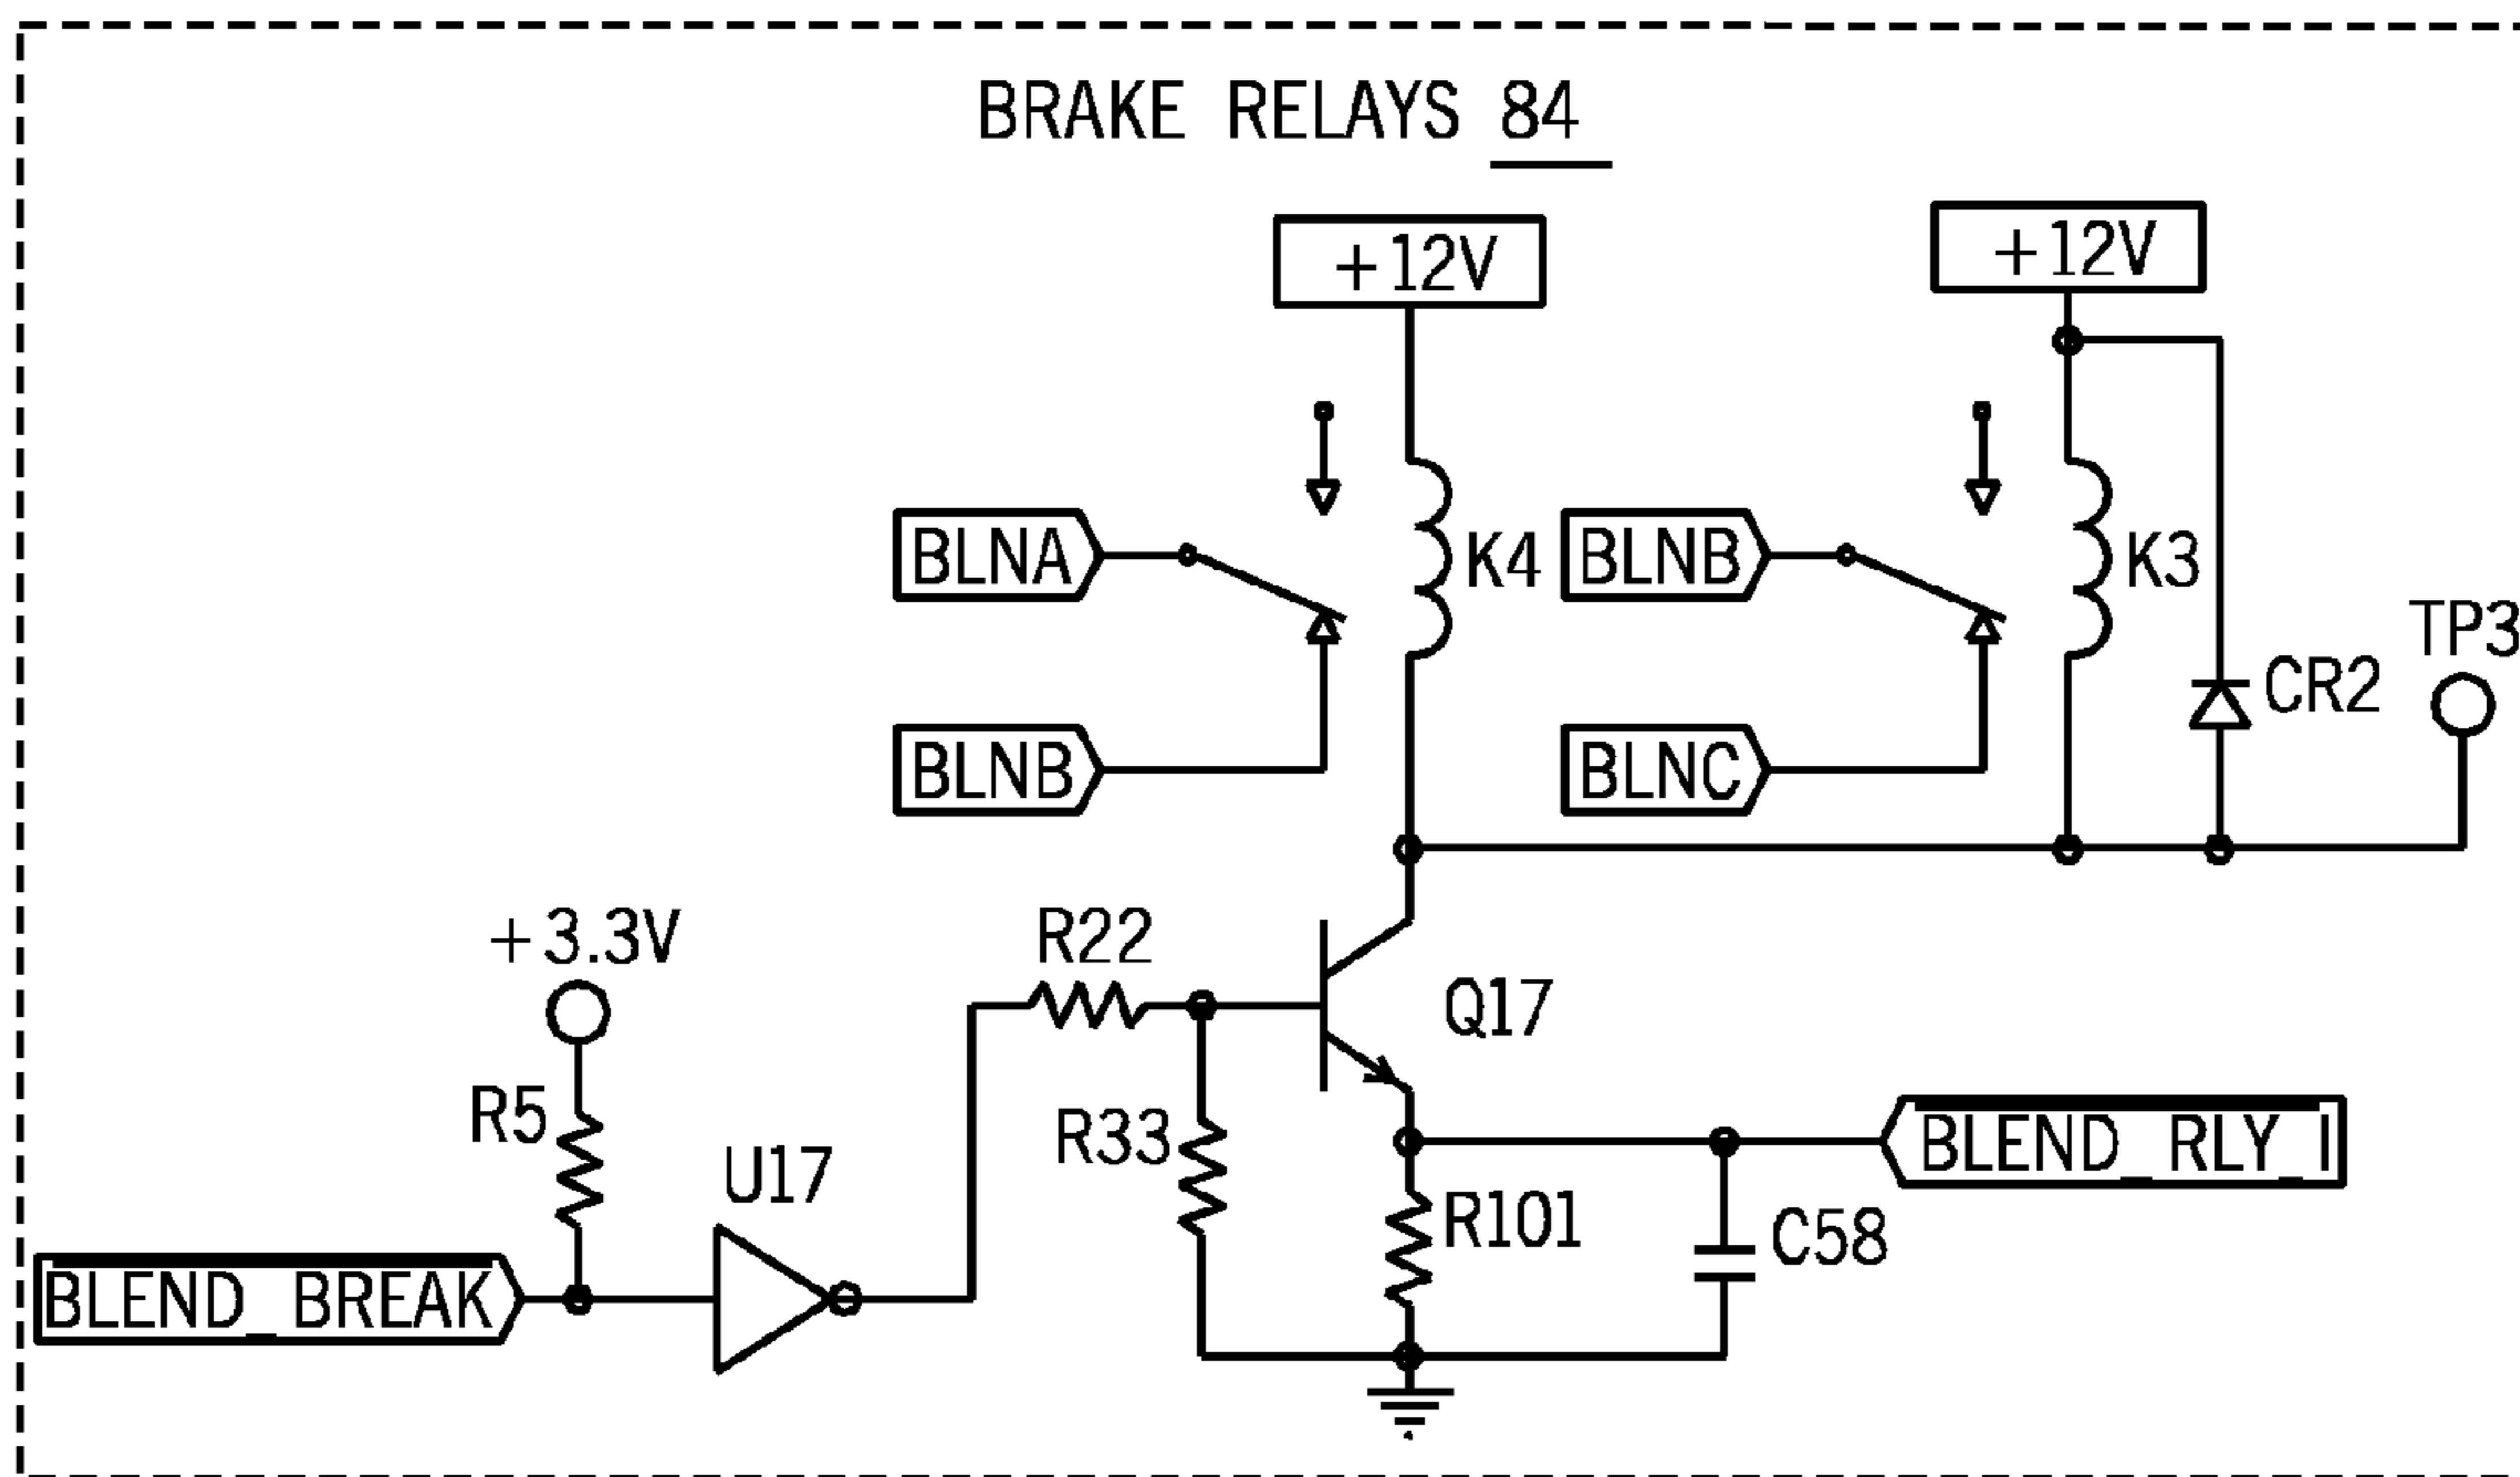 BRAKE RELAYS 84
+12V
+12V
BLNA
K4
BLNB
K3
TP3
CR2
BLNB
BLNC
+3.3V
R22
Q17
R5
R33
U17
BLEND_RLY_I
R101
C58
BLEND_BREAK